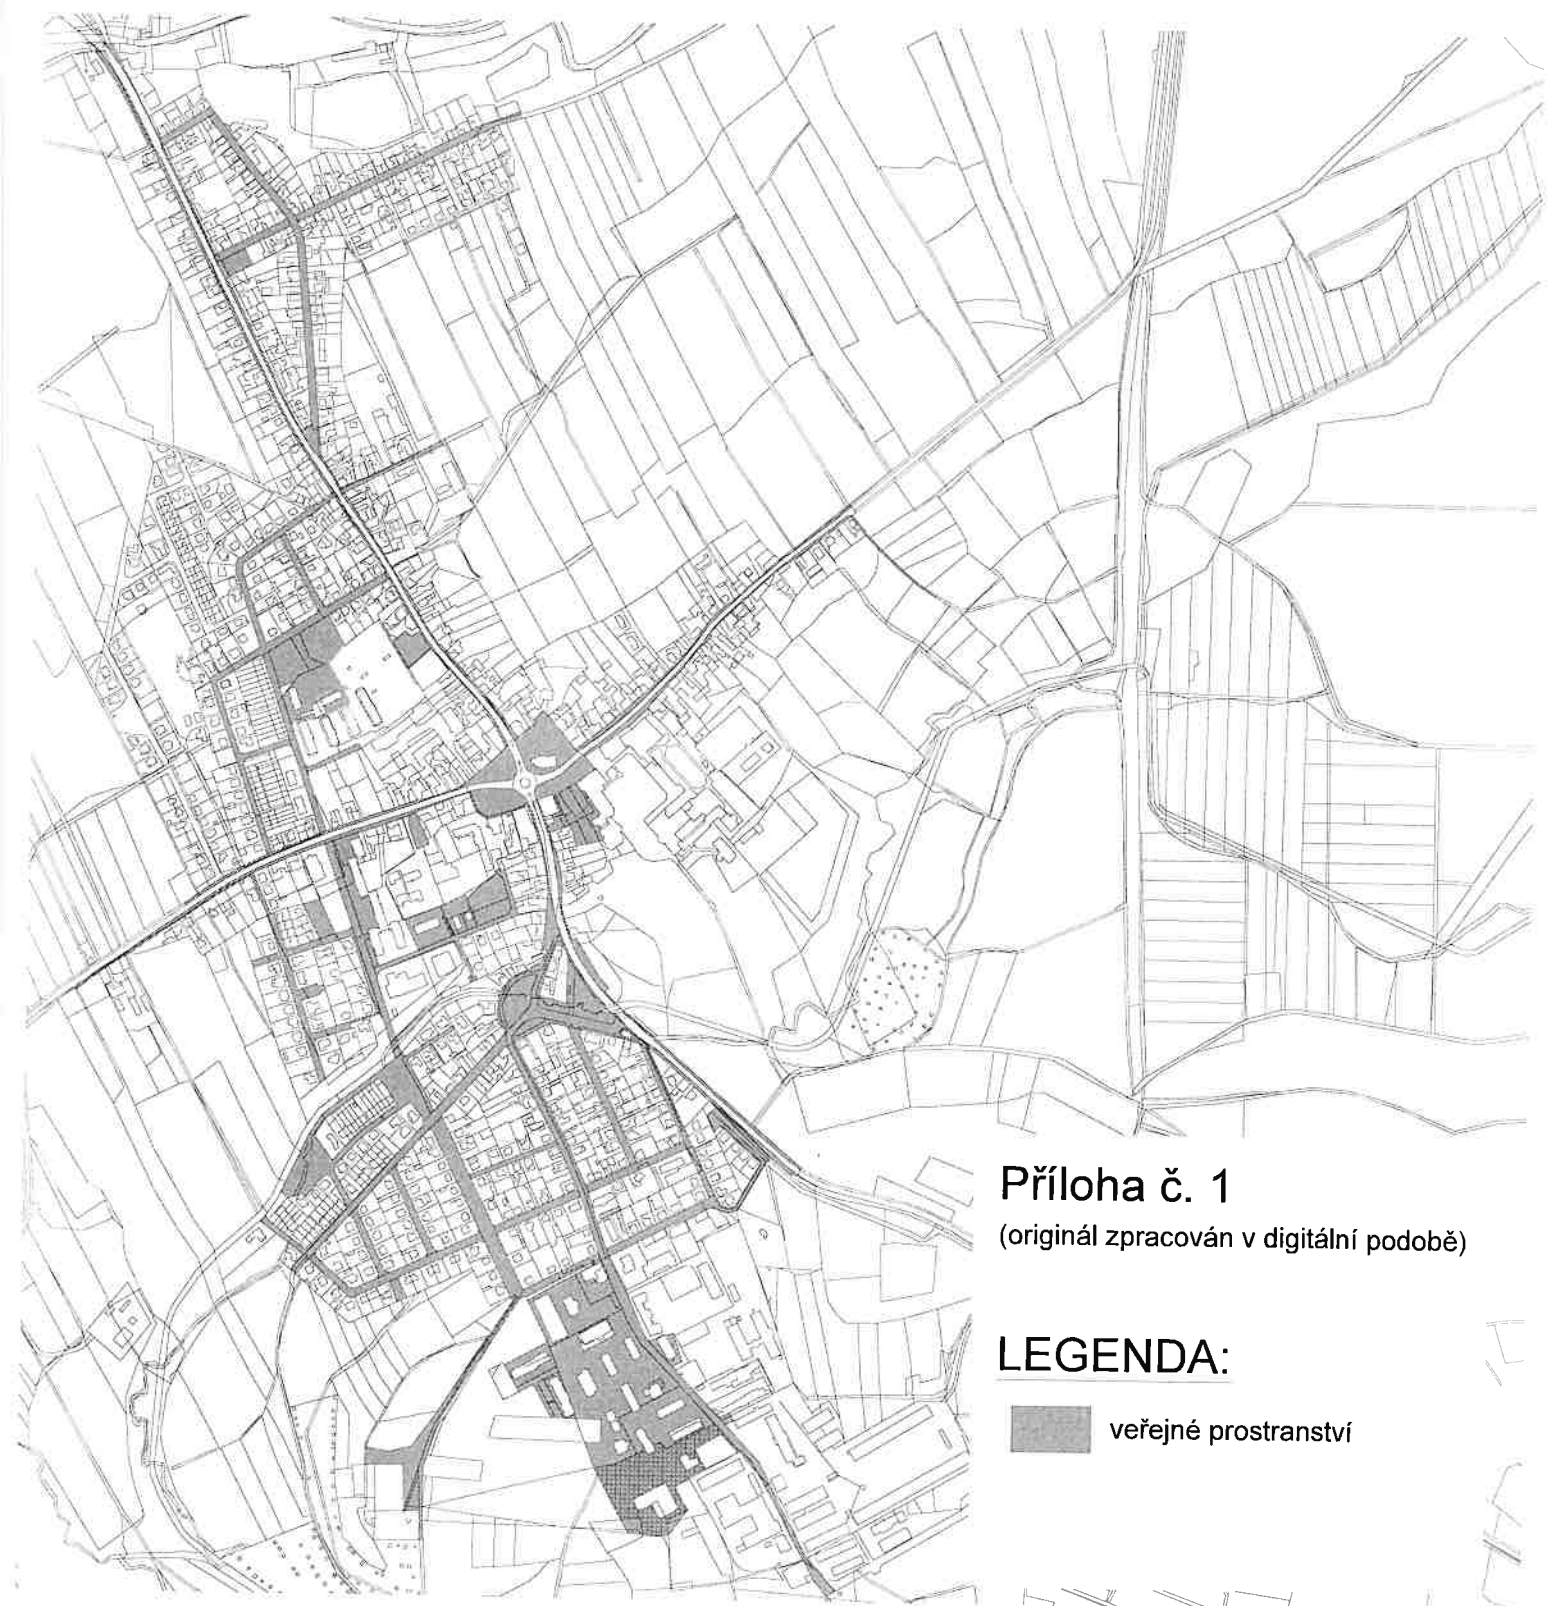 Příloha č. 1
(originál zpracován v digitální podobě)
LEGENDA:
veřejné prostranství